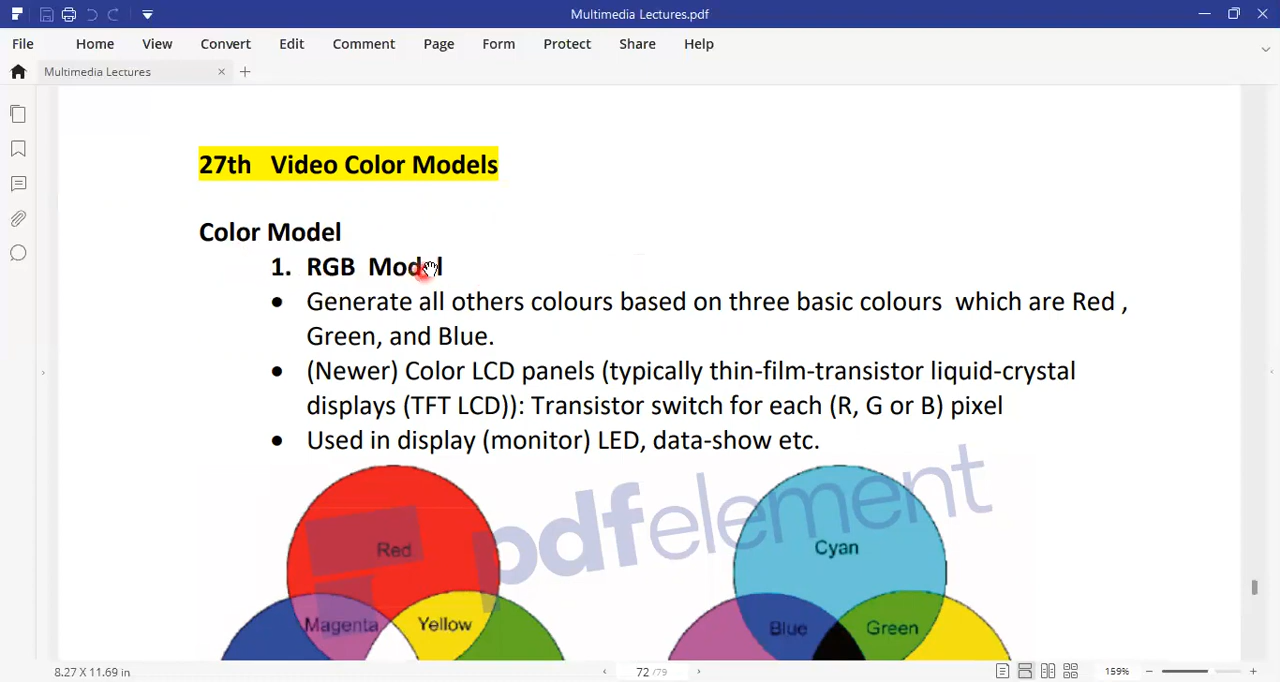 Multimedia Lectures.pdf
File Home View Convert Edit Comment Page Form Protect Share Help
Multimedia Lectures
27th Video Color Models
Color Model
1. RGB Model
• Generate all others colours based on three basic colours which are Red ,
Green, and Blue.
• (Newer) Color LCD panels (typically thin-film-transistor liquid-crystal
displays (TFT LCD)): Transistor switch for each (R, G or B) pixel
• Used in display (monitor) LED, data-show etc.
pdfelement
Red
Cyan
Magenta Yellow
Blue Green
8.27 X 11.69 in
72 /79
159%